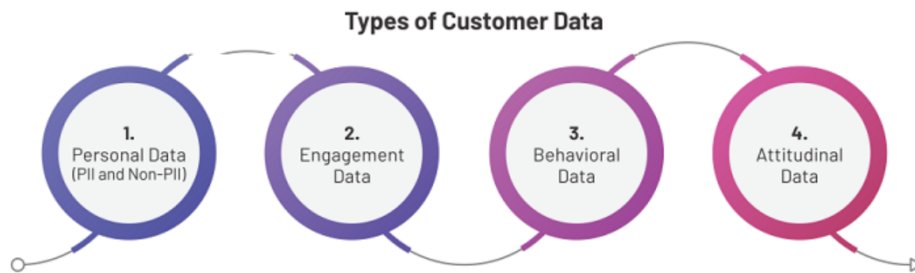 Types of Customer Data
1.
Personal Data
(PII and Non-PII)
2.
Engagement
Data
3.
Behavioral
Data
4.
Attitudinal
Data